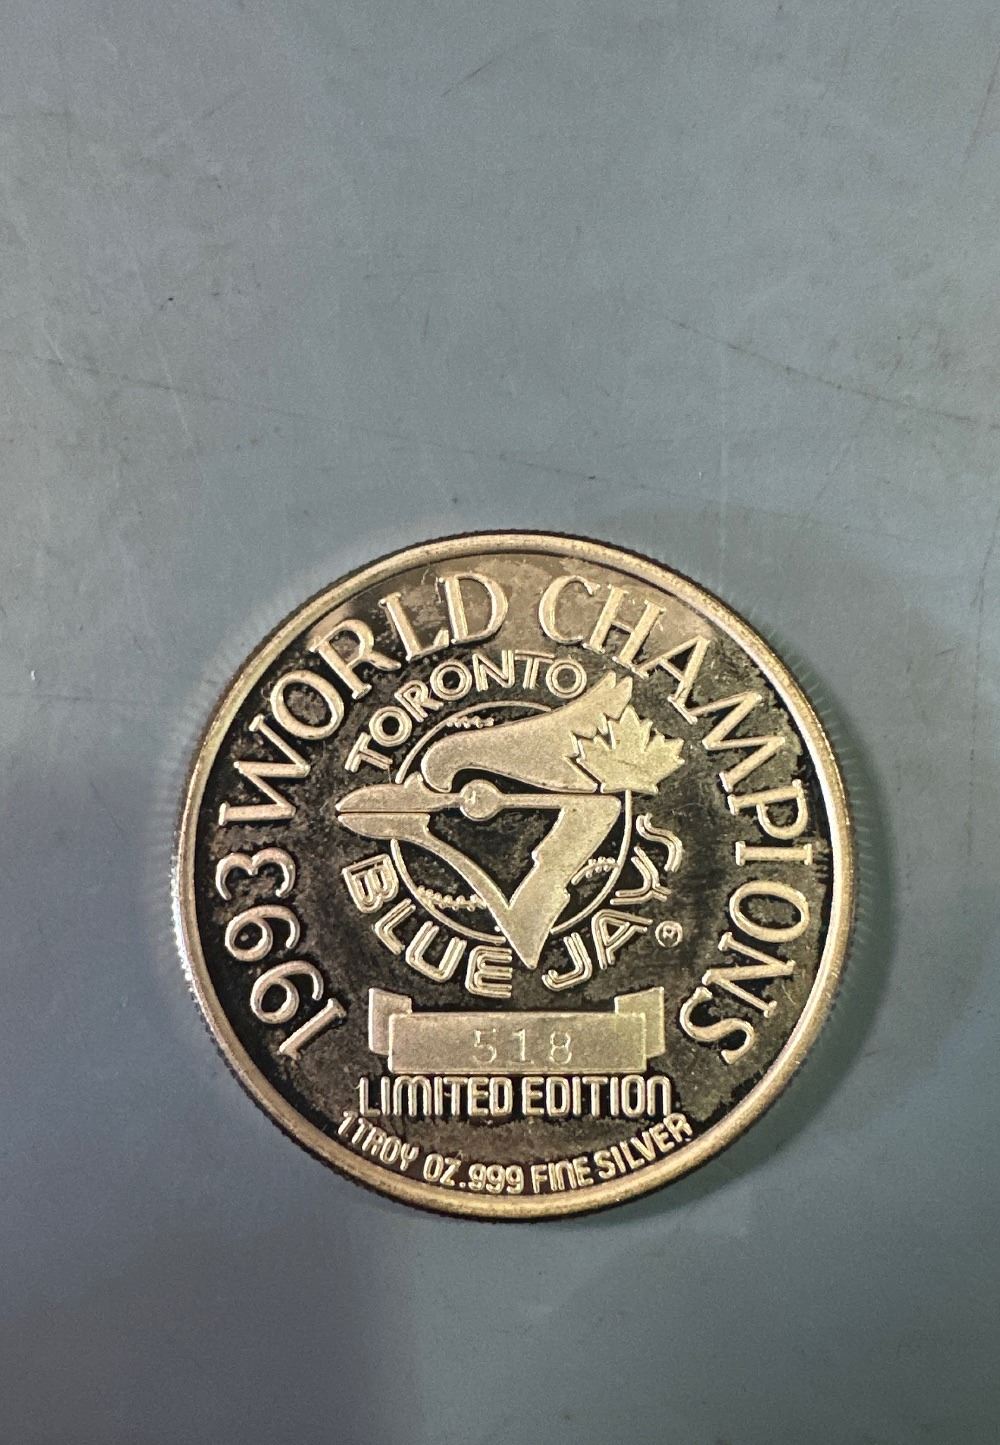 1993 WORLD CHAMPIONS
TORONTO
BLUE JAYS
518
LIMITED EDITION
1 TROY OZ .999 FINE SILVER